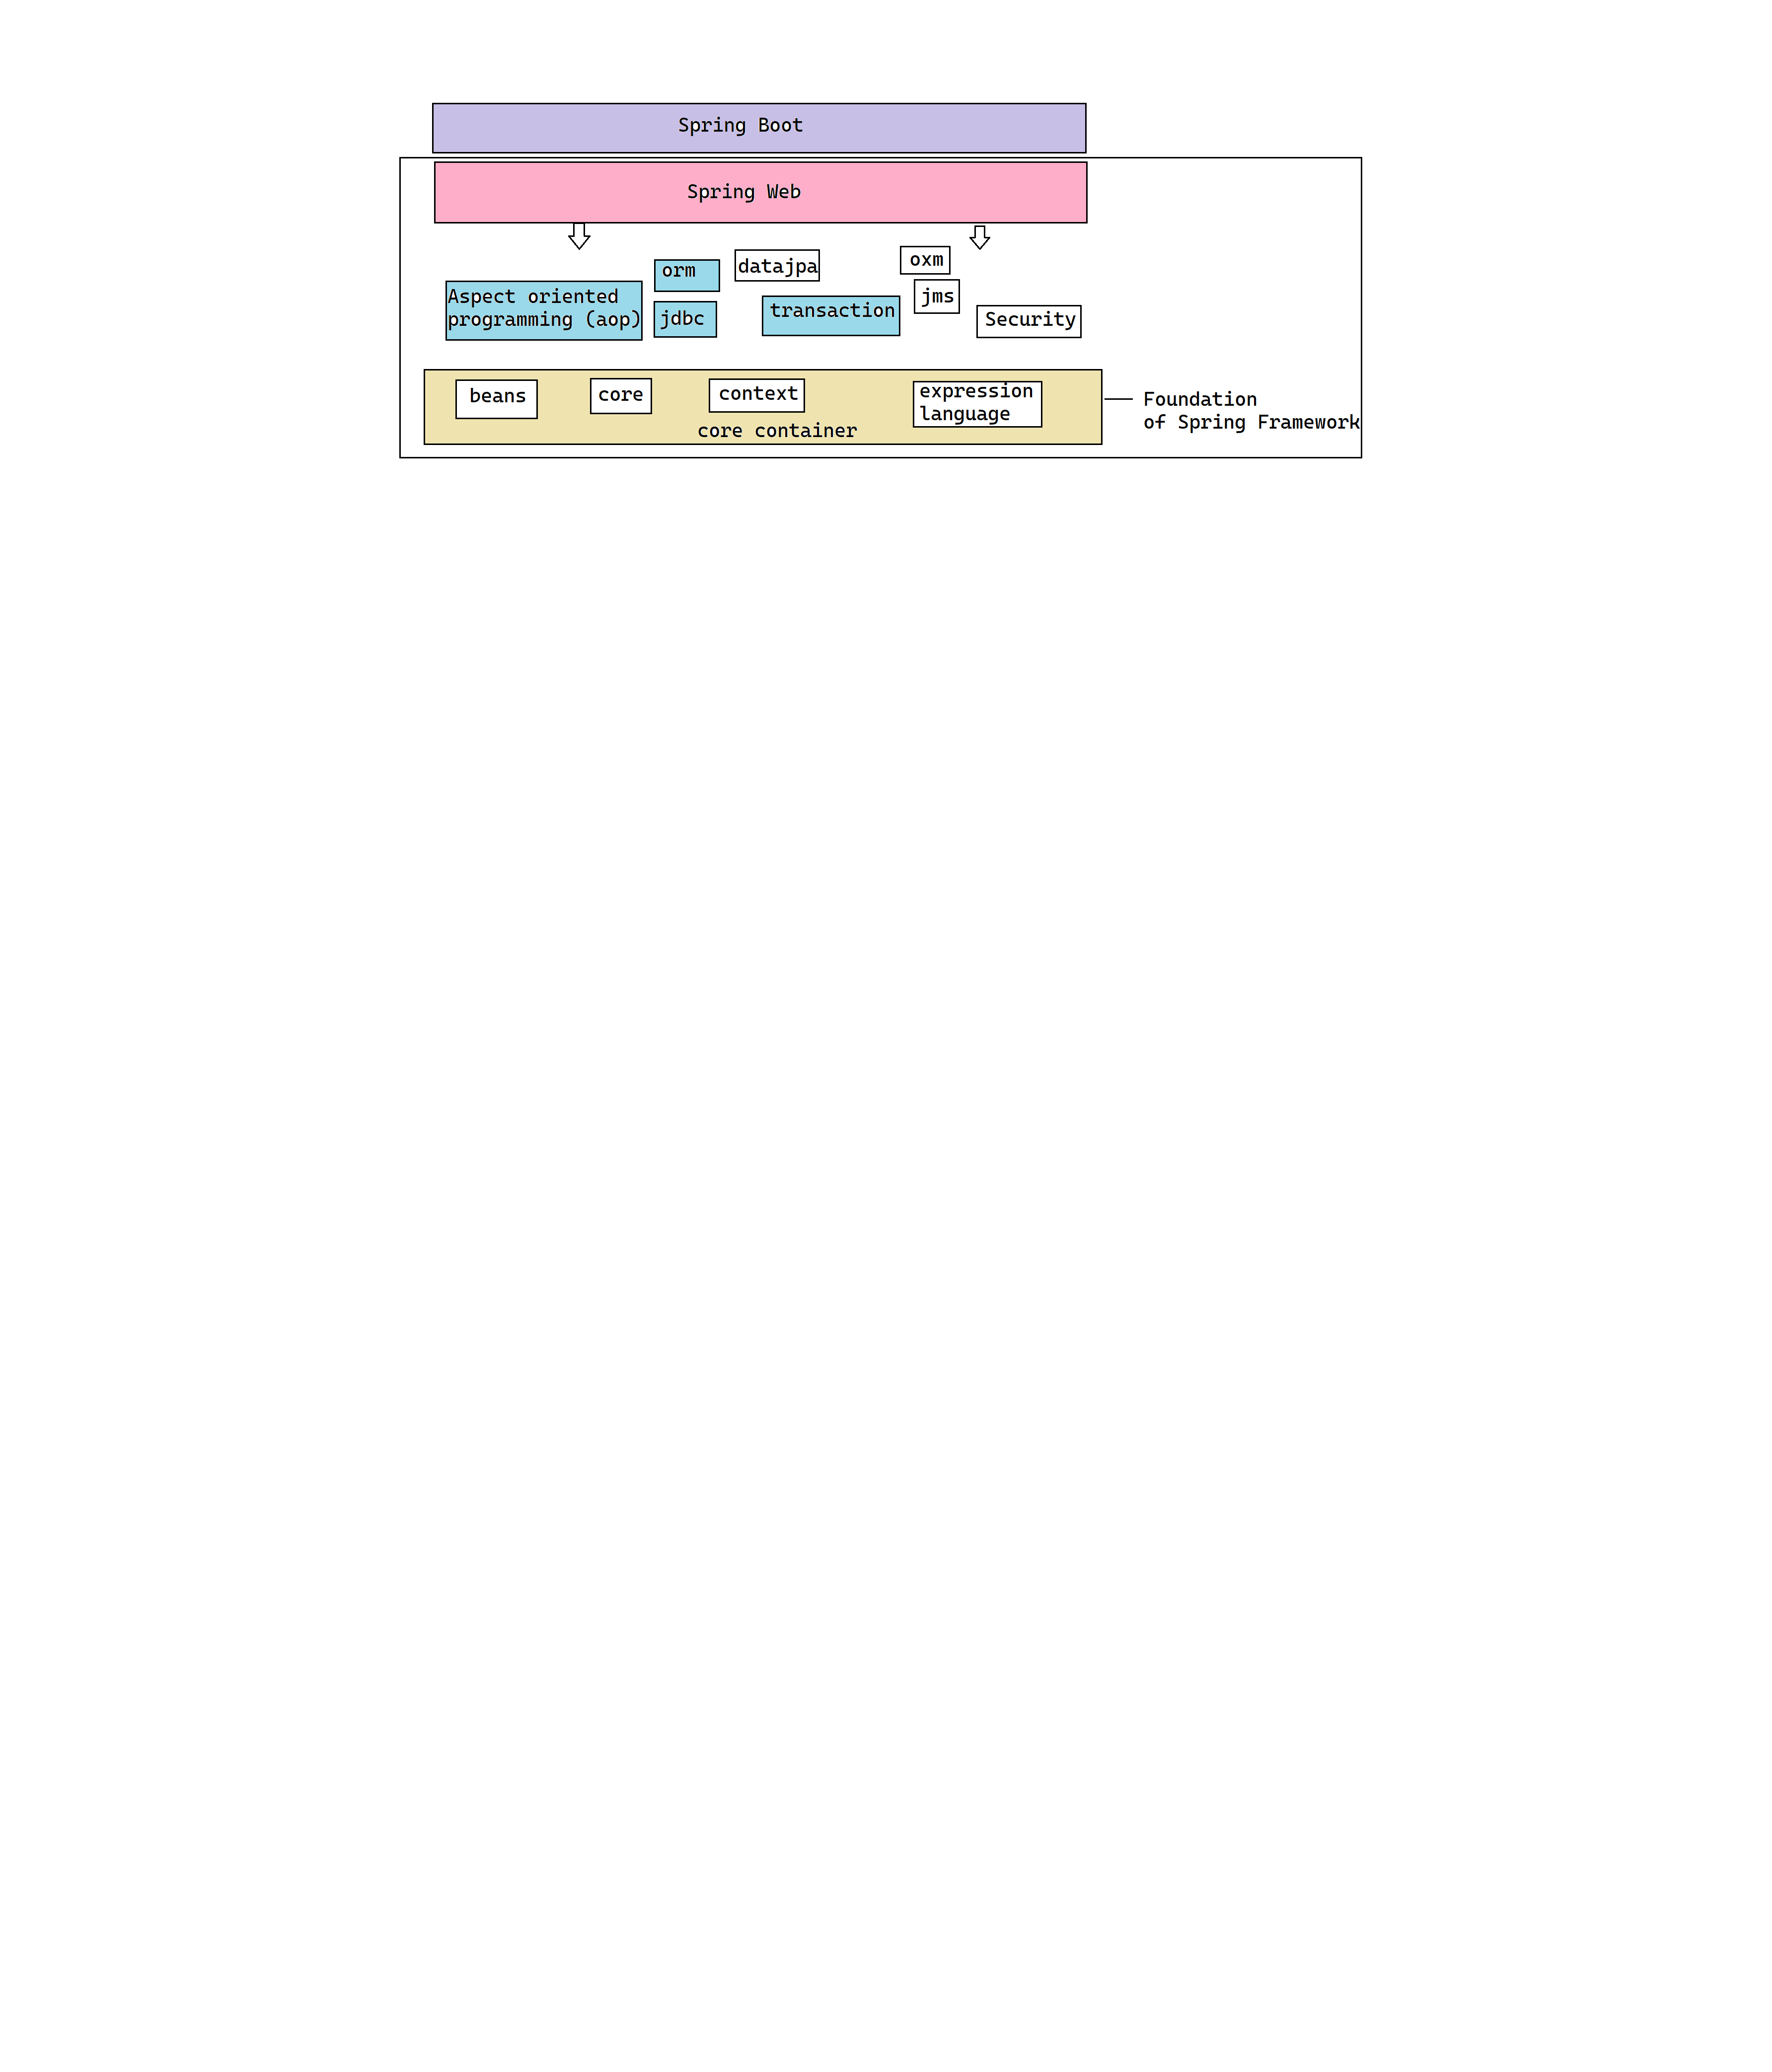 Spring Boot
Spring Web
orm
datajpa
oxm
Aspect oriented
programming (aop)
jdbc
transaction
jms
Security
beans
core
context
expression
language
core container
Foundation
of Spring Framework